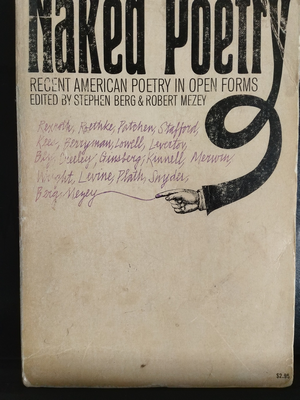 Naked Poetry
RECENT AMERICAN POETRY IN OPEN FORMS
EDITED BY STEPHEN BERG & ROBERT MEZEY
Rexroth, Roethke, Patchen, Stafford,
Kees, Berryman, Lowell, Levertov,
Bly, Creeley, Ginsberg, Kinnell, Merwin,
Wright, Levine, Plath, Snyder,
Berg, Mezey
$2.95